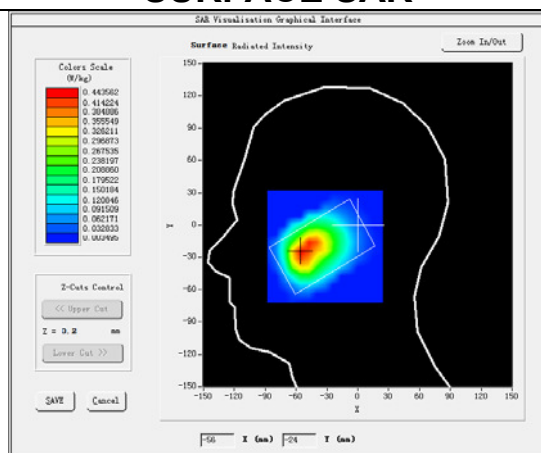 SURFACE SAR
SAR Visualisation Graphical Interface
Surface Radiated Intensity
Zoom In/Out
Colors Scale
(W/kg)
0.443562
0.414224
0.384886
0.355549
0.326211
0.296873
0.267535
0.238197
0.208860
0.179522
0.150184
0.120846
0.091509
0.062171
0.032833
0.003495
150
120
90
60
30
0
-30
-60
-90
-120
-150
Y
-150 -120 -90 -60 -30 0 30 60 90 120 150
X
Z-Cuts Control
<< Upper Cut
Z = 3.2 mm
Lower Cut >>
SAVE Cancel
-56 X (mm) -24 Y (mm)